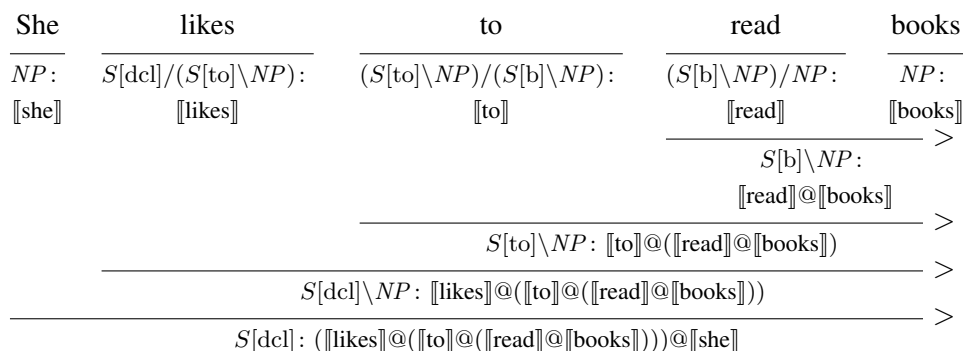 She likes to read books
NP: S[dcl]/(S[to]\NP): (S[to]\NP)/(S[b]\NP): (S[b]\NP)/NP: NP:
⟦she⟧ ⟦likes⟧ ⟦to⟧ ⟦read⟧ ⟦books⟧
>
S[b]\NP:
⟦read⟧@⟦books⟧
>
S[to]\NP: ⟦to⟧@(⟦read⟧@⟦books⟧)
>
S[dcl]\NP: ⟦likes⟧@(⟦to⟧@(⟦read⟧@⟦books⟧))
>
S[dcl]: (⟦likes⟧@(⟦to⟧@(⟦read⟧@⟦books⟧)))@⟦she⟧